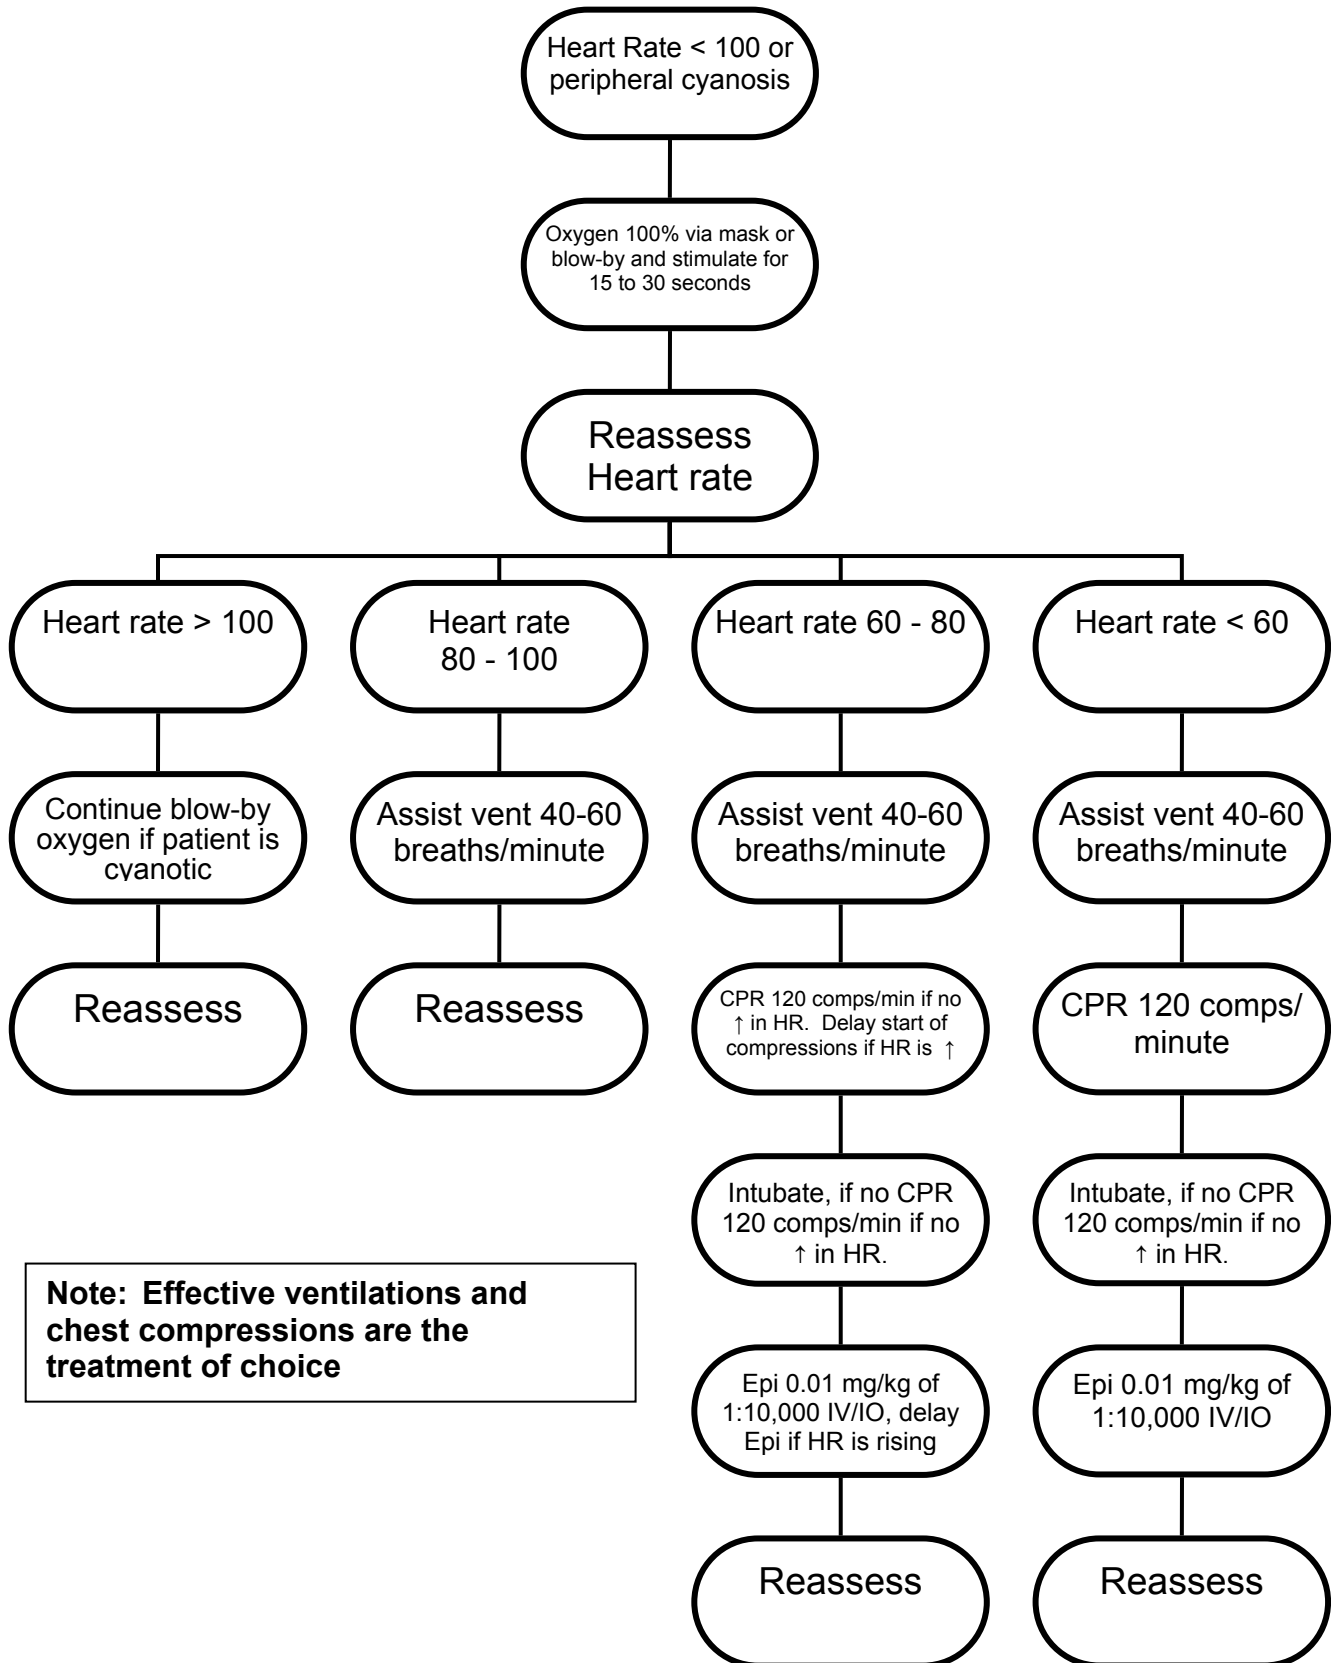 Heart Rate < 100 or
peripheral cyanosis
Oxygen 100% via mask or
blow-by and stimulate for
15 to 30 seconds
Reassess
Heart rate
Heart rate > 100
Heart rate
80 - 100
Heart rate 60 - 80
Heart rate < 60
Continue blow-by
oxygen if patient is
cyanotic
Assist vent 40-60
breaths/minute
Assist vent 40-60
breaths/minute
Assist vent 40-60
breaths/minute
Reassess
Reassess
CPR 120 comps/min if no
↑ in HR.  Delay start of
compressions if HR is ↑
CPR 120 comps/
minute
Intubate, if no CPR
120 comps/min if no
↑ in HR.
Intubate, if no CPR
120 comps/min if no
↑ in HR.
Note: Effective ventilations and
chest compressions are the
treatment of choice
Epi 0.01 mg/kg of
1:10,000 IV/IO, delay
Epi if HR is rising
Epi 0.01 mg/kg of
1:10,000 IV/IO
Reassess
Reassess